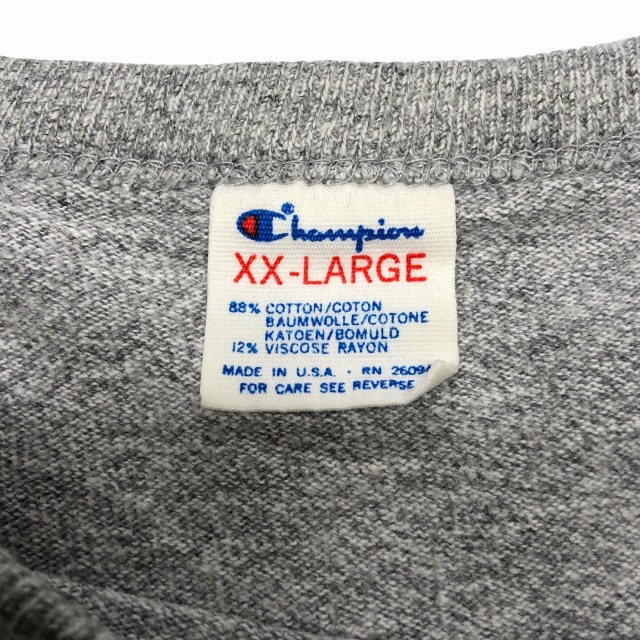 Champion
XX-LARGE
88% COTTON/COTON
BAUMWOLLE/COTONE
KATOEN/BOMULD
12% VISCOSE RAYON
MADE IN U.S.A. - RN 26094
FOR CARE SEE REVERSE